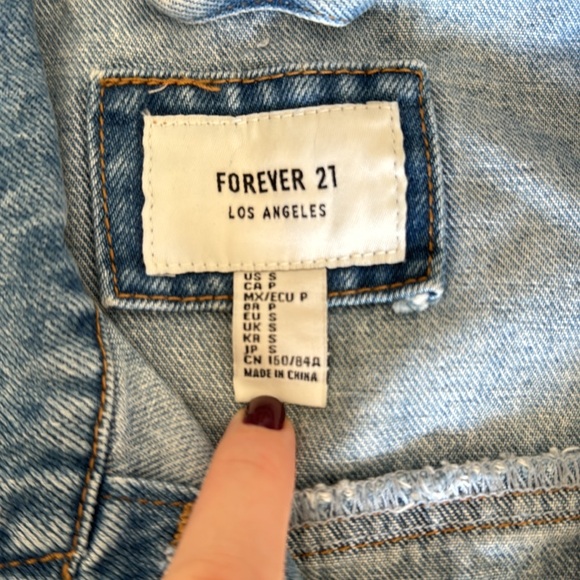 FOREVER 21
LOS ANGELES
US S
CA P
MX/ECU P
BR P
EU S
UK S
KR S
JP S
CN 160/84A
MADE IN CHINA